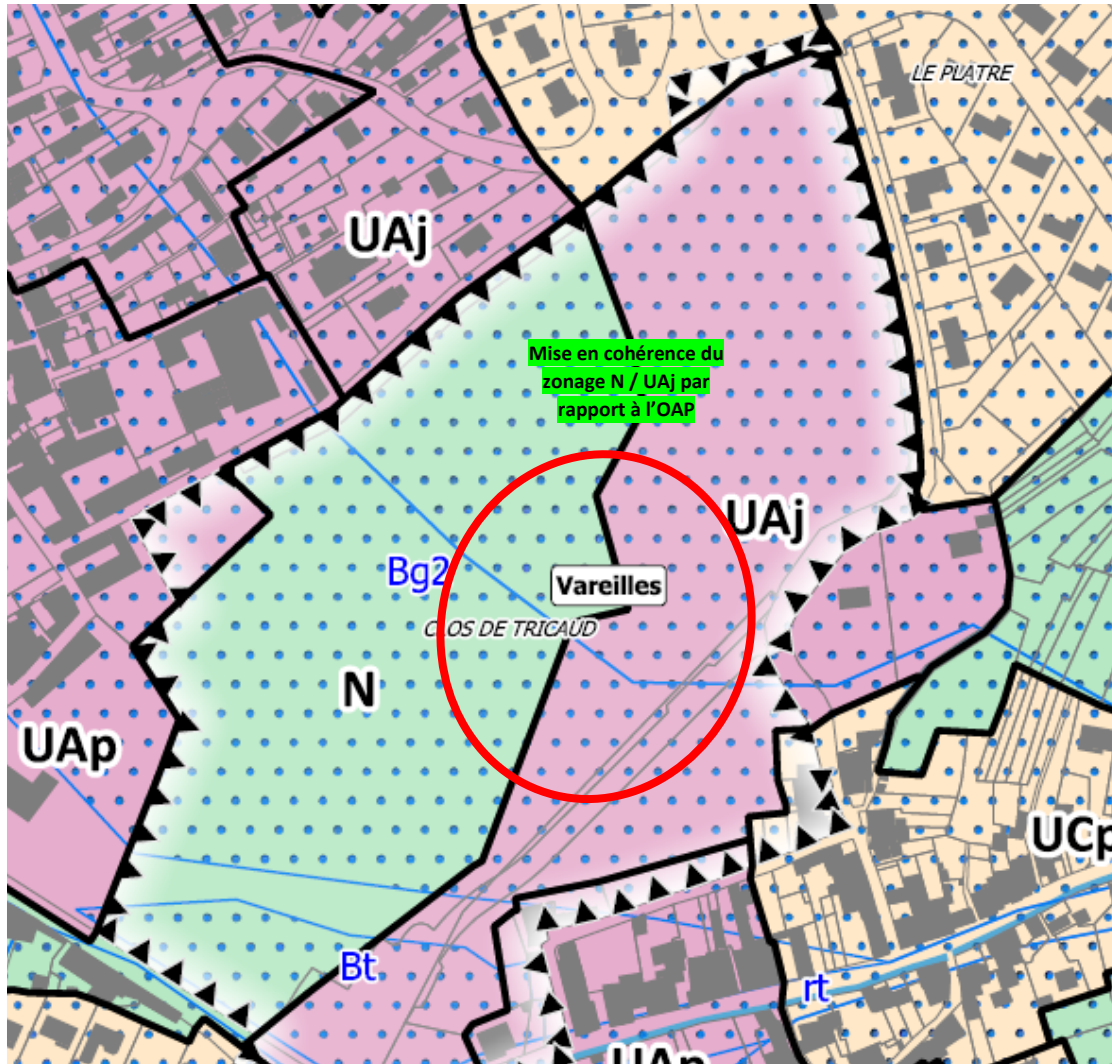 LE PLATRE
UAj
Mise en cohérence du
zonage N / UAj par
rapport à l'OAP
UAj
Bg2
Vareilles
CLOS DE TRICAUD
N
UAp
UCp
Bt
rt
UAp